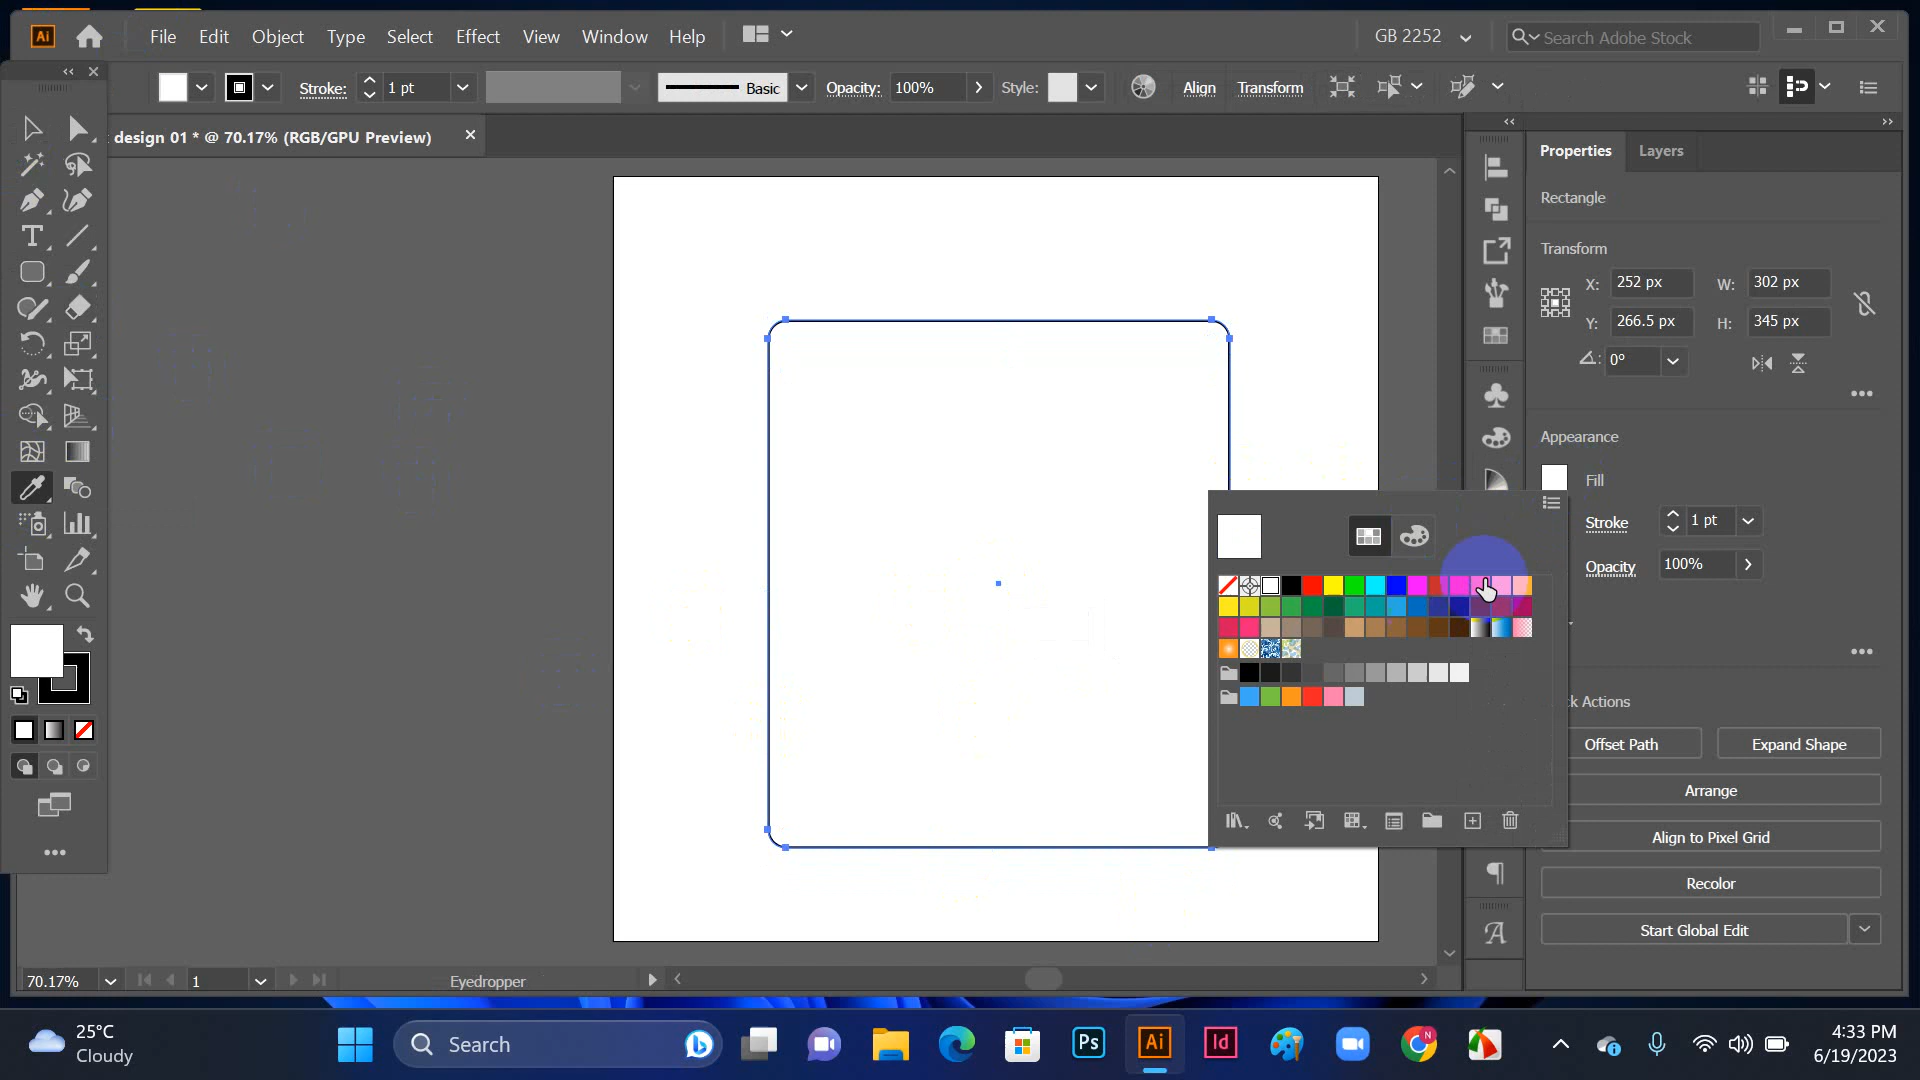 Ai File Edit Object Type Select Effect View Window Help GB 2252 Search Adobe Stock
Stroke: 1 pt Basic Opacity: 100% Style: Align Transform
design 01 * @ 70.17% (RGB/GPU Preview)
Properties Layers
Rectangle
Transform
X: 252 px W: 302 px
Y: 266.5 px H: 345 px
0°
Appearance
Fill
Stroke 1 pt
Opacity 100%
k Actions
Offset Path Expand Shape
Arrange
Align to Pixel Grid
Recolor
Start Global Edit
70.17% 1 Eyedropper
25°C
Cloudy
Search Ps Ai Id
4:33 PM
6/19/2023